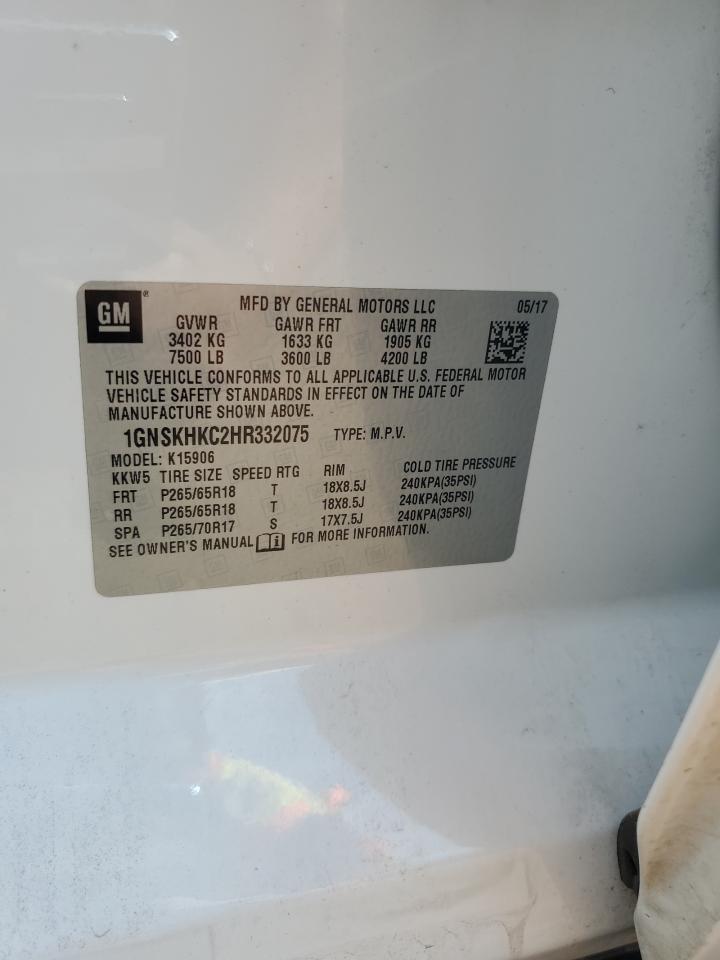 GM®
MFD BY GENERAL MOTORS LLC 05/17
GVWR GAWR FRT GAWR RR
3402 KG 1633 KG 1905 KG
7500 LB 3600 LB 4200 LB
THIS VEHICLE CONFORMS TO ALL APPLICABLE U.S. FEDERAL MOTOR
VEHICLE SAFETY STANDARDS IN EFFECT ON THE DATE OF
MANUFACTURE SHOWN ABOVE.
1GNSKHKC2HR332075 TYPE: M.P.V.
MODEL: K15906
KKW5 TIRE SIZE SPEED RTG RIM COLD TIRE PRESSURE
FRT P265/65R18 T 18X8.5J 240KPA(35PSI)
RR P265/65R18 T 18X8.5J 240KPA(35PSI)
SPA P265/70R17 S 17X7.5J 240KPA(35PSI)
SEE OWNER'S MANUAL FOR MORE INFORMATION.